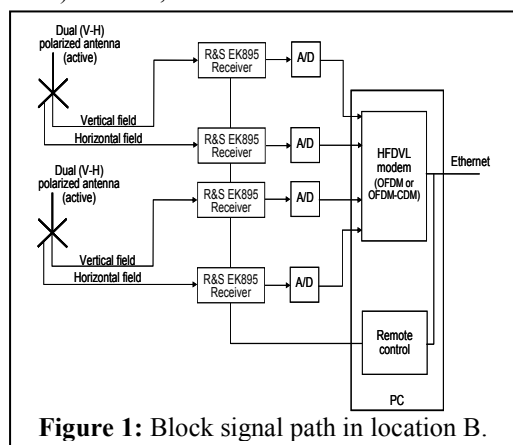 Dual (V-H)
polarized antenna
(active)
Vertical field
Horizontal field
Dual (V-H)
polarized antenna
(active)
Vertical field
Horizontal field
R&S EK895
Receiver
A/D
R&S EK895
Receiver
A/D
R&S EK895
Receiver
A/D
R&S EK895
Receiver
A/D
HFDVL
modem
(OFDM or
OFDM-CDM)
Ethernet
Remote
control
PC
Figure 1: Block signal path in location B.